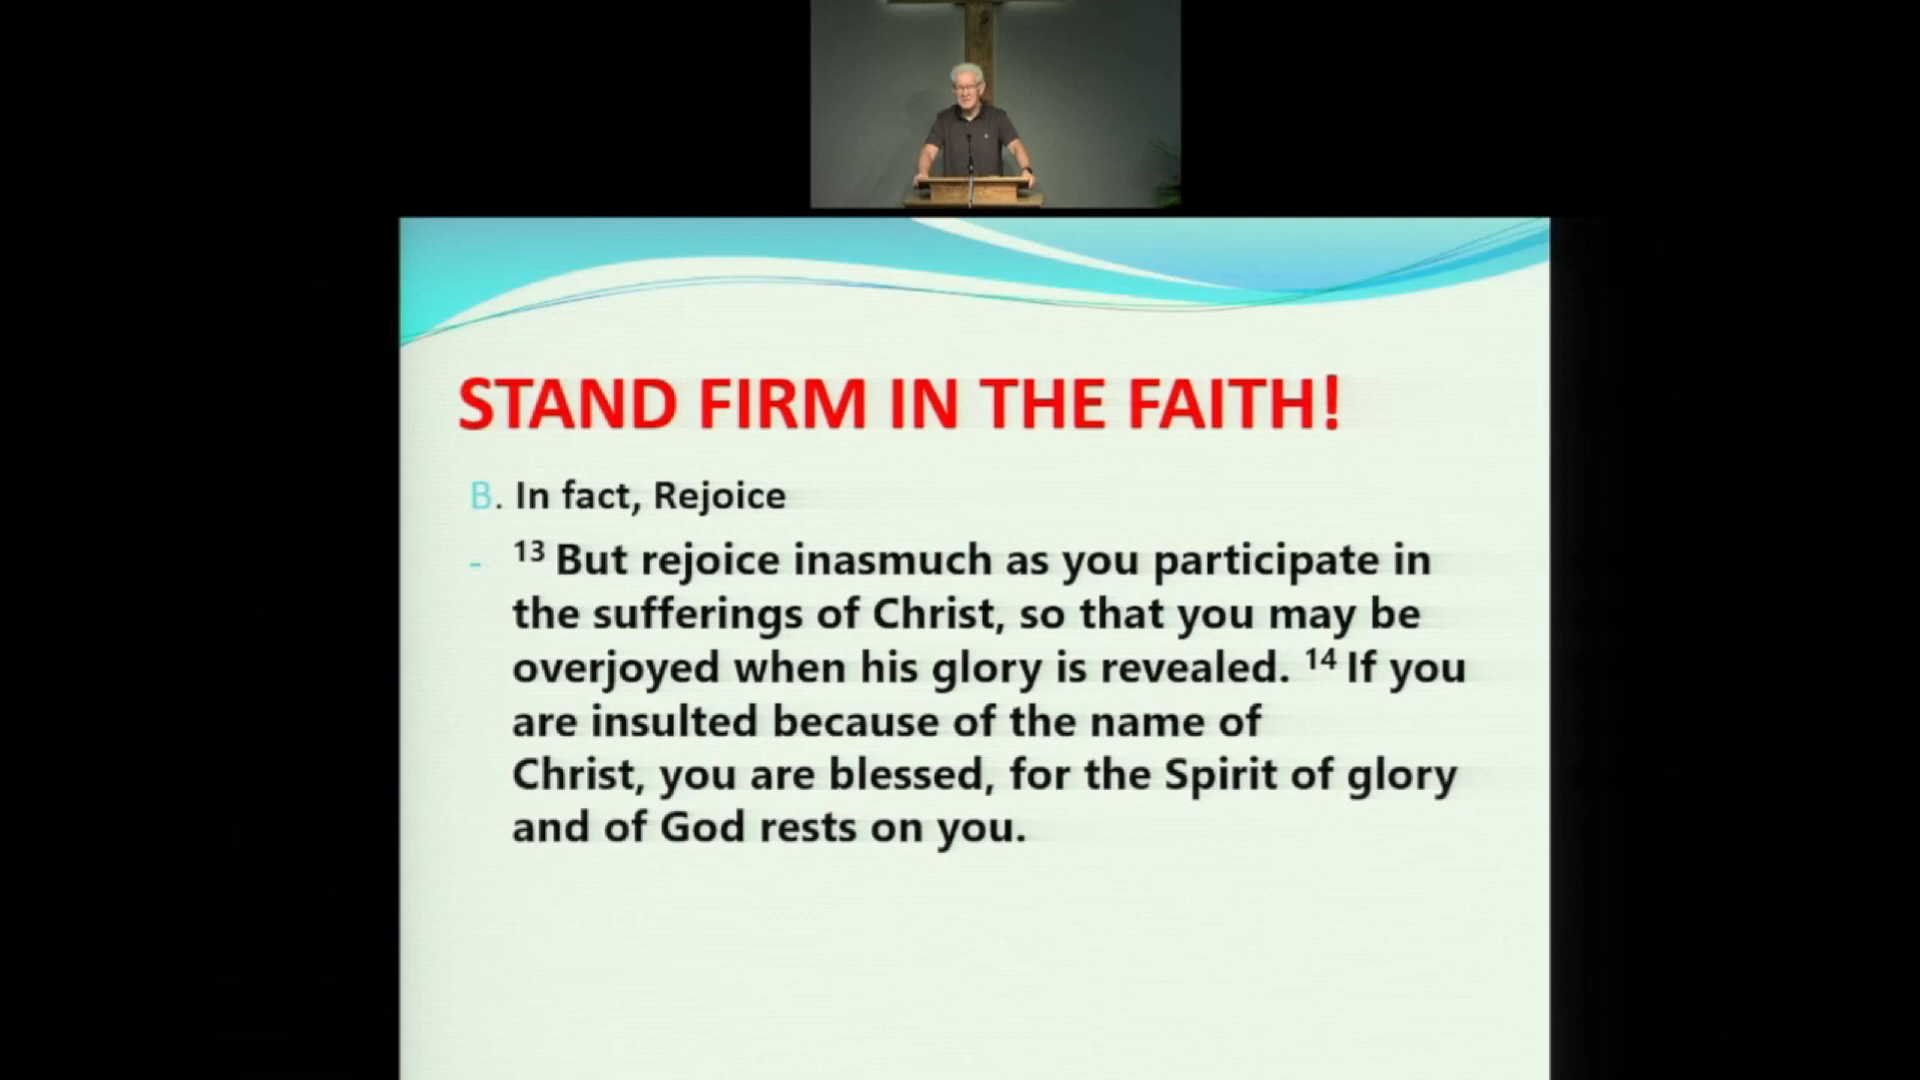 STAND FIRM IN THE FAITH!
B. In fact, Rejoice
- 13 But rejoice inasmuch as you participate in
the sufferings of Christ, so that you may be
overjoyed when his glory is revealed. 14 If you
are insulted because of the name of
Christ, you are blessed, for the Spirit of glory
and of God rests on you.